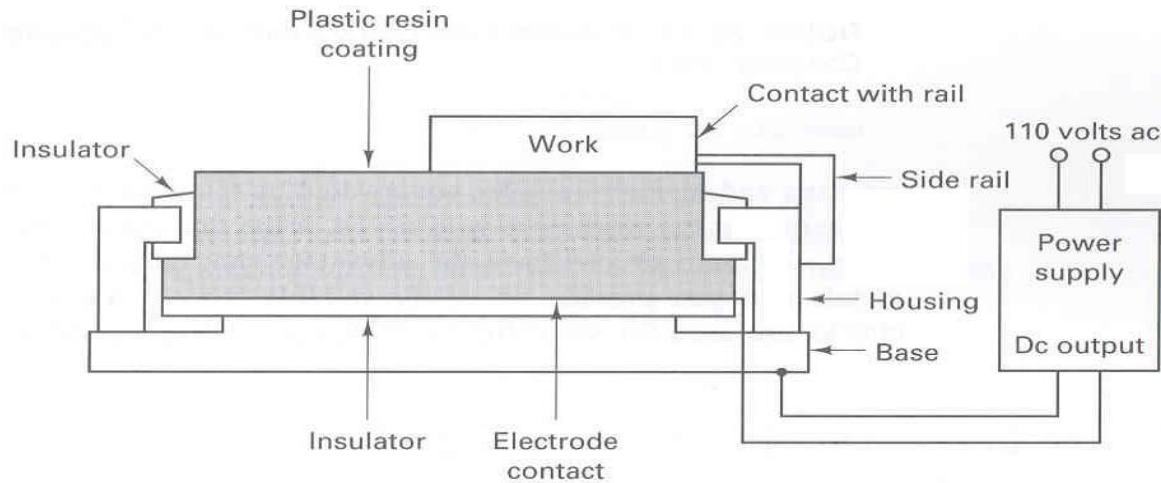 Plastic resin
coating
Contact with rail
110 volts ac
Insulator
Work
Side rail
Power
supply
Housing
Dc output
Base
Insulator
Electrode
contact